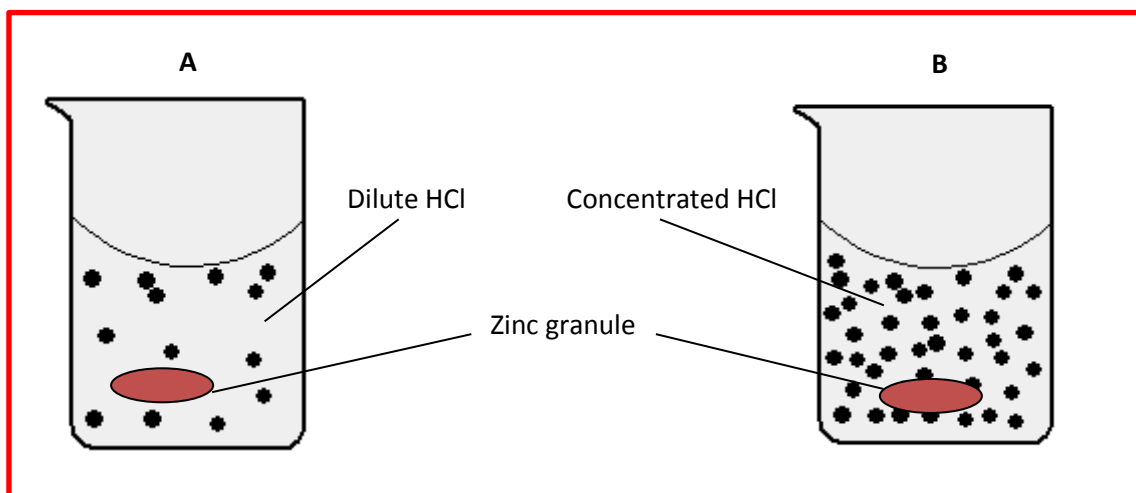 A
B
Dilute HCl
Concentrated HCl
Zinc granule